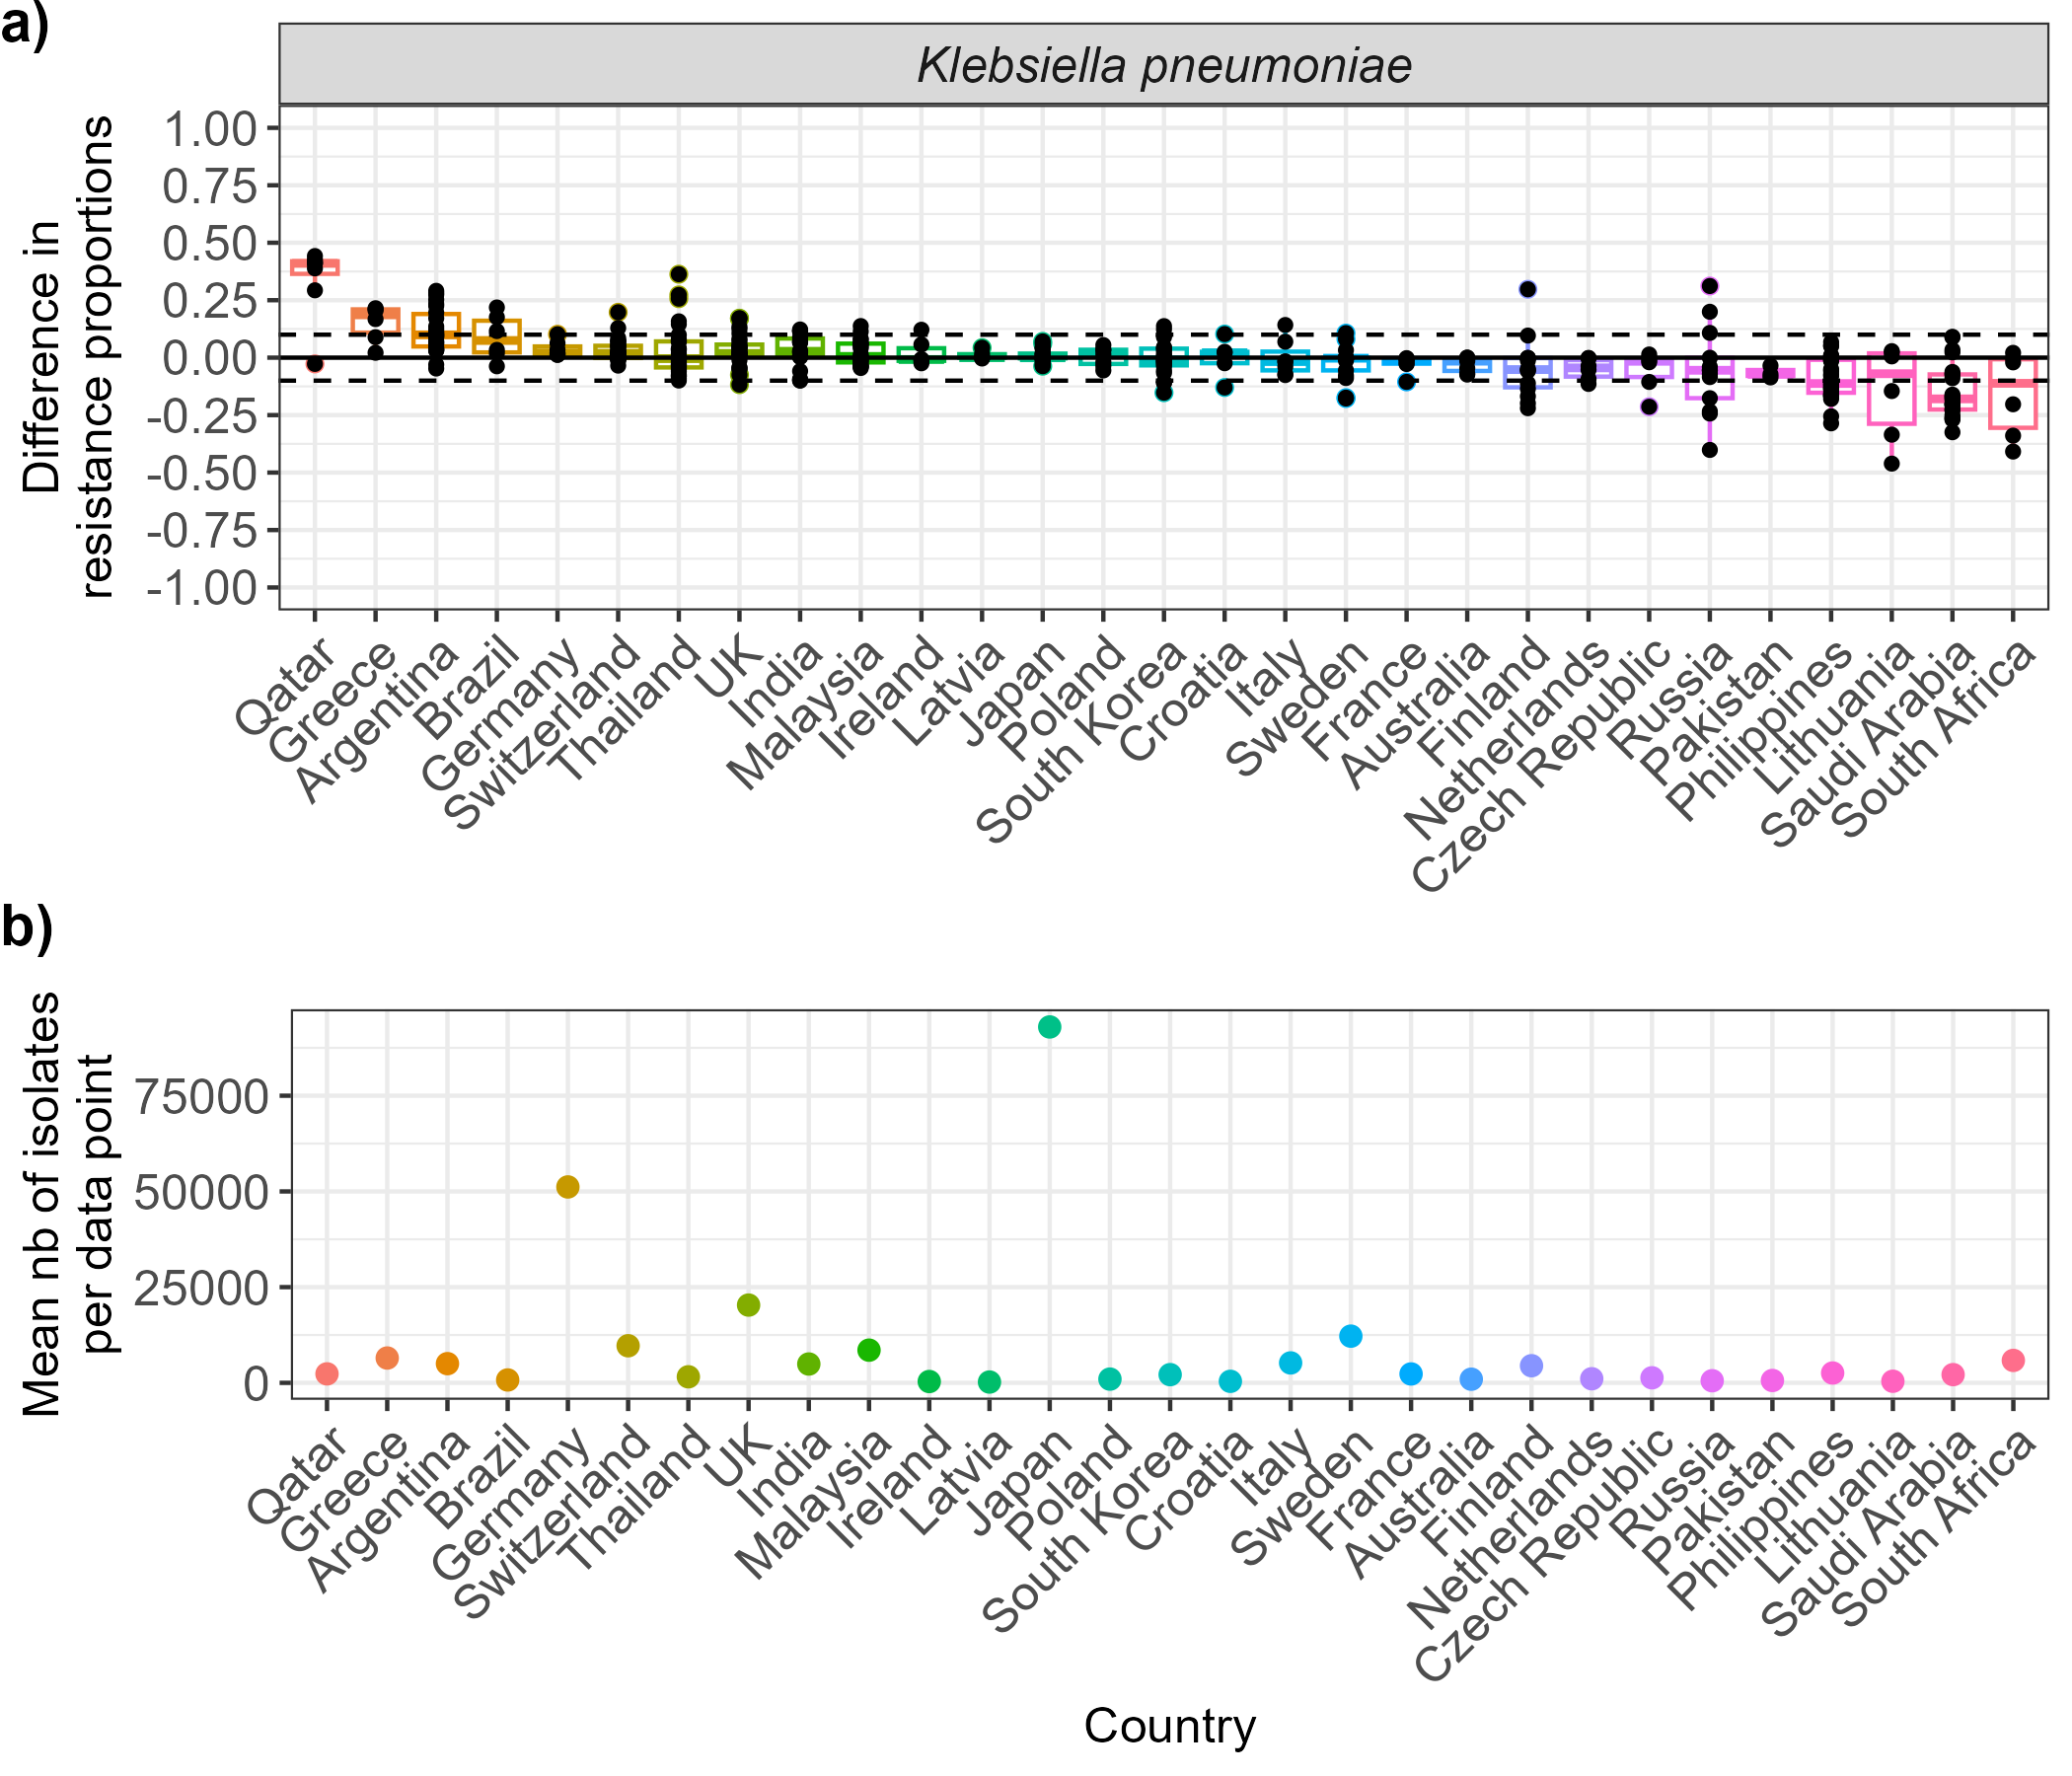 a)
Klebsiella pneumoniae
Difference in
resistance proportions
1.00
0.75
0.50
0.25
0.00
-0.25
-0.50
-0.75
-1.00
Qatar
Greece
Argentina
Brazil
Germany
Switzerland
Thailand
UK
India
Malaysia
Ireland
Latvia
Japan
Poland
South Korea
Croatia
Italy
Sweden
France
Australia
Finland
Netherlands
Czech Republic
Russia
Pakistan
Philippines
Lithuania
Saudi Arabia
South Africa
b)
Mean nb of isolates
per data point
75000
50000
25000
0
Qatar
Greece
Argentina
Brazil
Germany
Switzerland
Thailand
UK
India
Malaysia
Ireland
Latvia
Japan
Poland
South Korea
Croatia
Italy
Sweden
France
Australia
Finland
Netherlands
Czech Republic
Russia
Pakistan
Philippines
Lithuania
Saudi Arabia
South Africa
Country